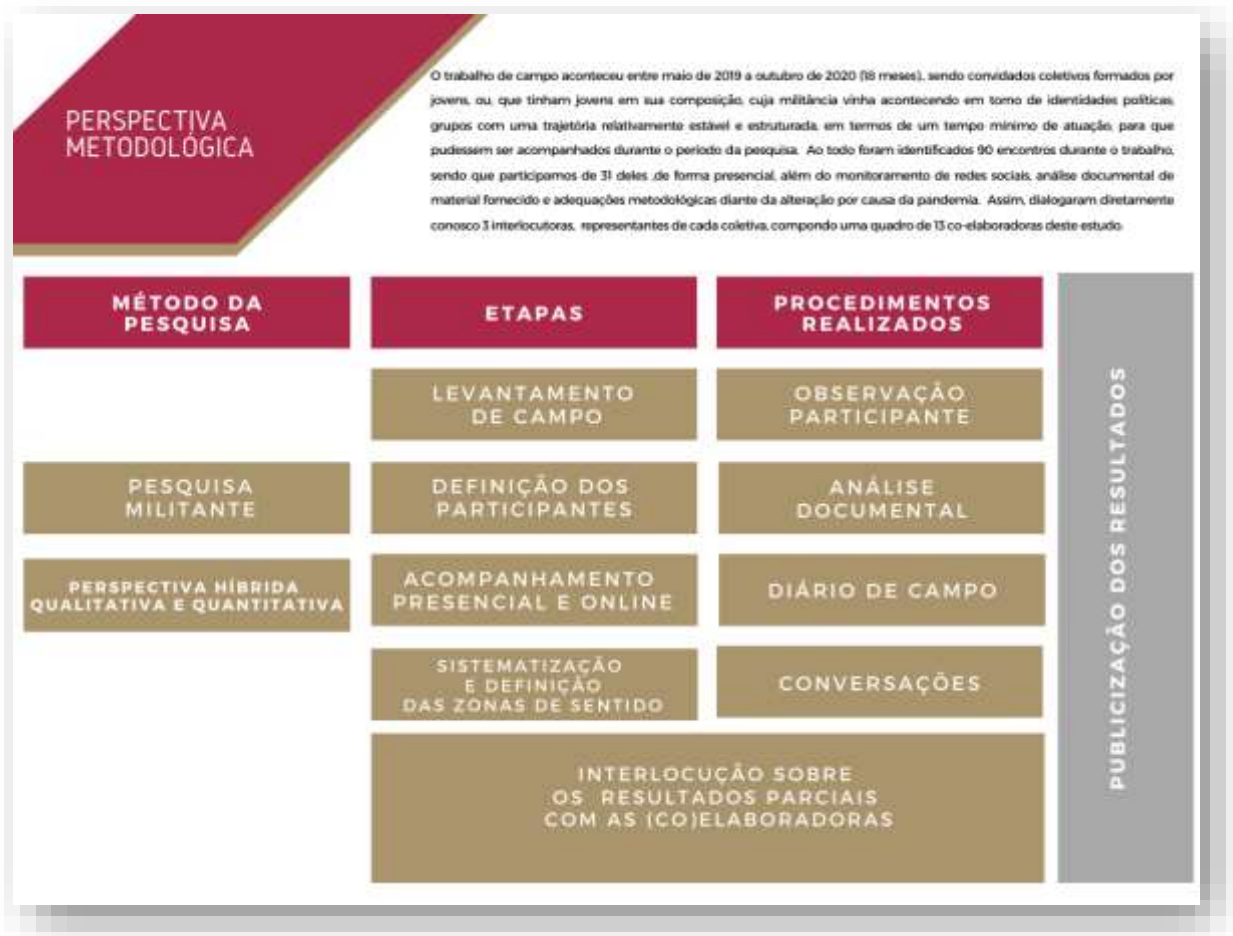 PERSPECTIVA
METODOLÓGICA
O trabalho de campo aconteceu entre maio de 2019 a outubro de 2020 (18 meses), sendo convidados coletivos formados por
jovens, ou, que tinham jovens em sua composição, cuja militância vinha acontecendo em torno de identidades políticas,
grupos com uma trajetória relativamente estável e estruturada, em termos de um tempo mínimo de atuação, para que
pudessem ser acompanhados durante o período da pesquisa. Ao todo foram identificados 90 encontros durante o trabalho,
sendo que participamos de 31 deles ,de forma presencial, além do monitoramento de redes sociais, análise documental de
material fornecido e adequações metodológicas diante da alteração por causa da pandemia. Assim, dialogaram diretamente
conosco 3 interlocutoras, representantes de cada coletiva, compondo uma quadro de 13 co-elaboradoras deste estudo.
MÉTODO DA
PESQUISA
ETAPAS
PROCEDIMENTOS
REALIZADOS
LEVANTAMENTO
DE CAMPO
OBSERVAÇÃO
PARTICIPANTE
PESQUISA
MILITANTE
DEFINIÇÃO DOS
PARTICIPANTES
ANÁLISE
DOCUMENTAL
PERSPECTIVA HÍBRIDA
QUALITATIVA E QUANTITATIVA
ACOMPANHAMENTO
PRESENCIAL E ONLINE
DIÁRIO DE CAMPO
SISTEMATIZAÇÃO
E DEFINIÇÃO
DAS ZONAS DE SENTIDO
CONVERSAÇÕES
INTERLOCUÇÃO SOBRE
OS RESULTADOS PARCIAIS
COM AS (CO)ELABORADORAS
PUBLICIZAÇÃO DOS RESULTADOS